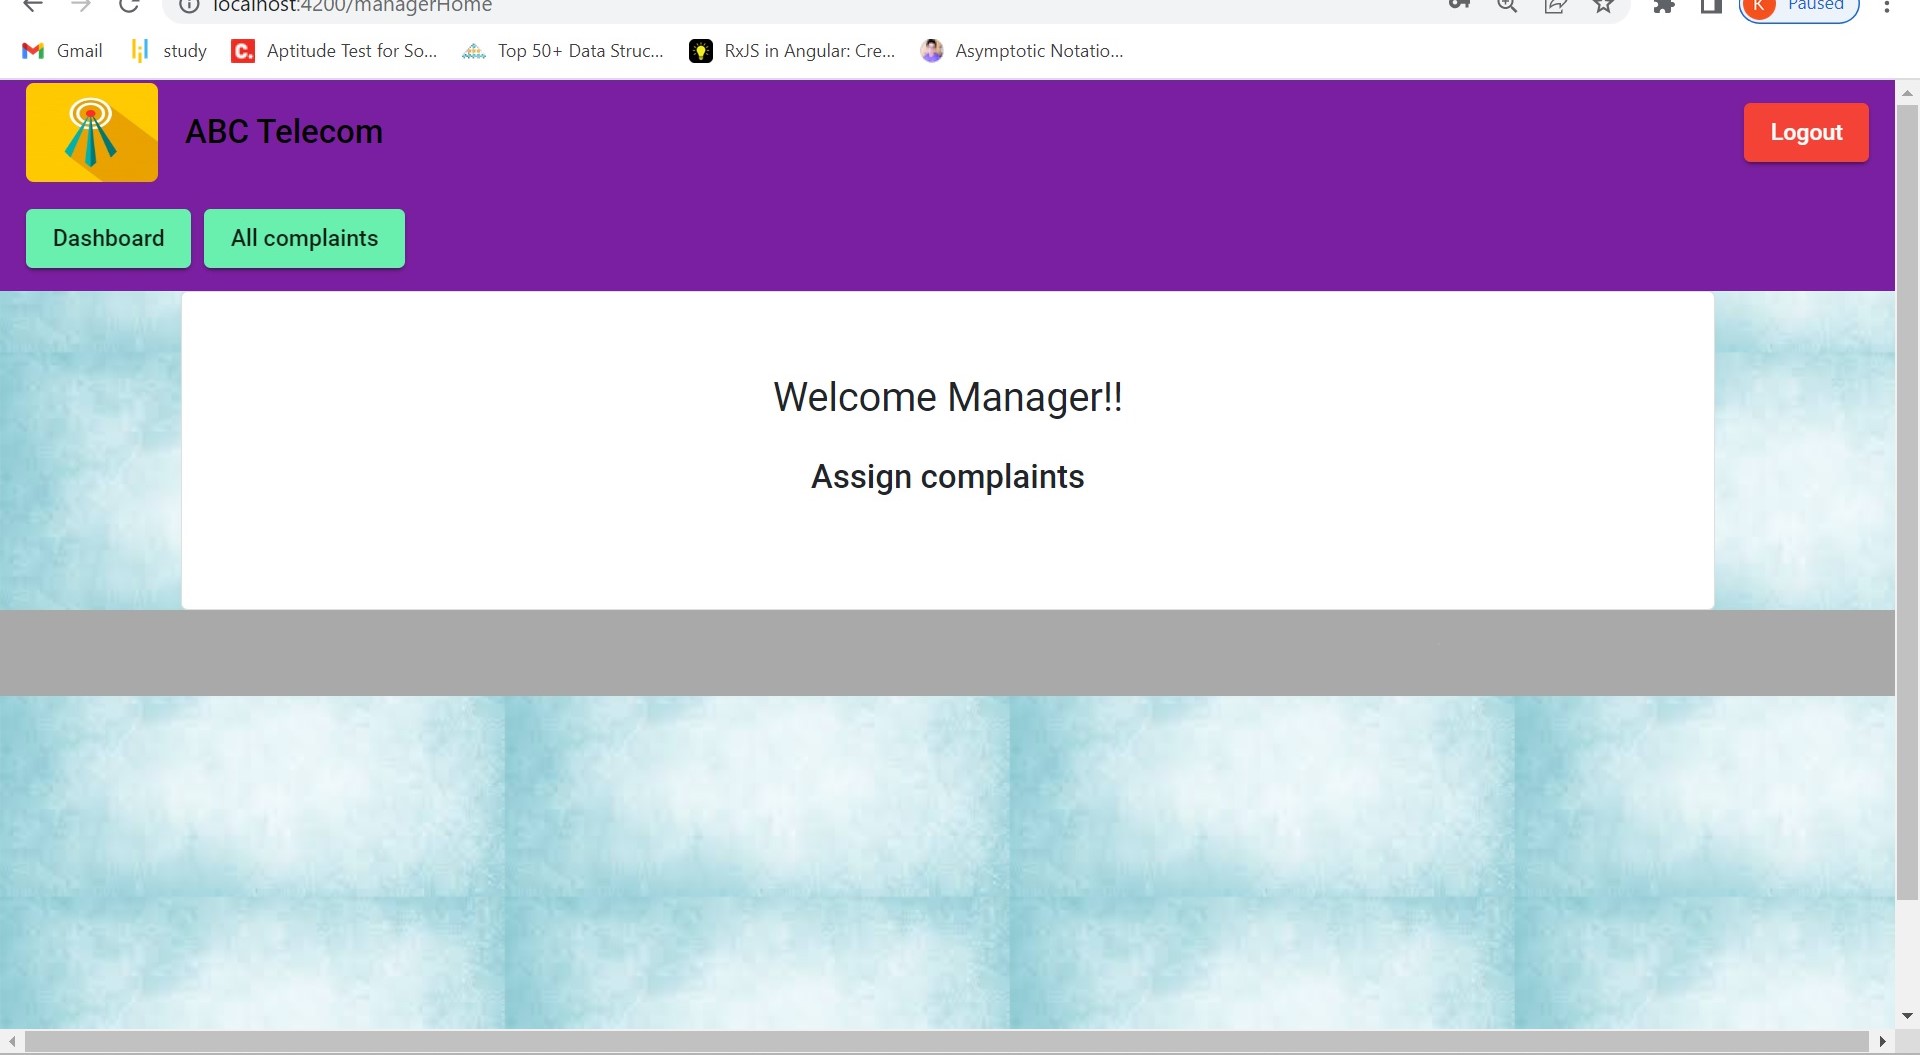 localhost:4200/managerHome
K Paused
Gmail study Aptitude Test for So... Top 50+ Data Struc... RxJS in Angular: Cre... Asymptotic Notatio...
ABC Telecom
Logout
Dashboard All complaints
Welcome Manager!!
Assign complaints